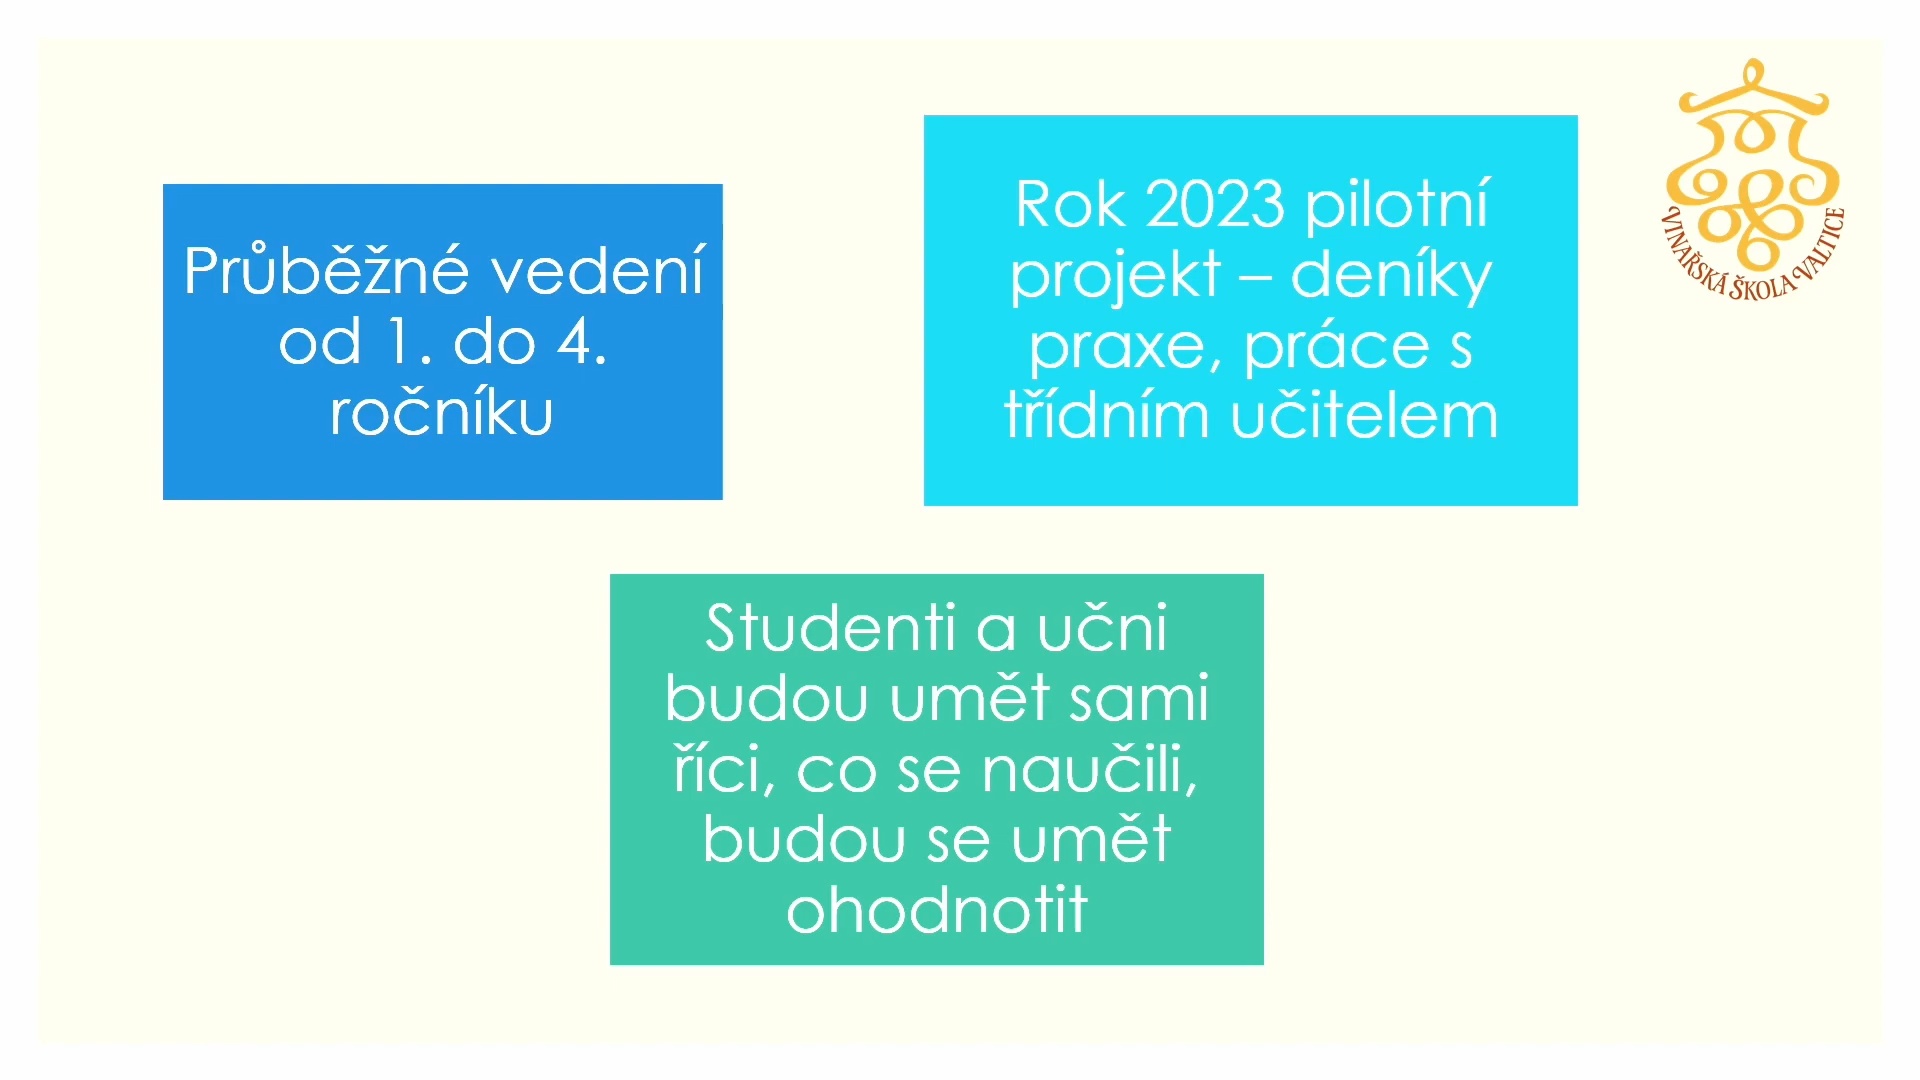 Průběžné vedení
od 1. do 4.
ročníku
Rok 2023 pilotní
projekt – deníky
praxe, práce s
třídním učitelem
Studenti a učni
budou umět sami
říci, co se naučili,
budou se umět
ohodnotit
VINAŘSKÁ ŠKOLA VALTICE